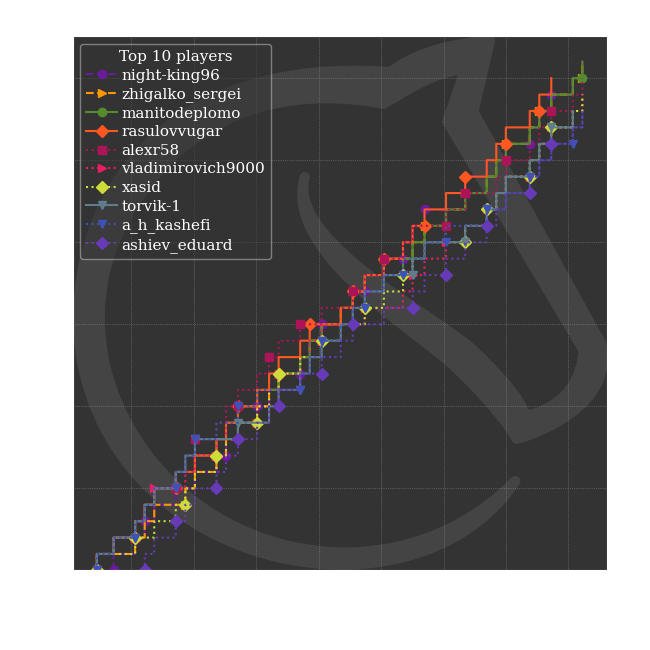 Top 10 players
night-king96
zhigalko_sergei
manitodeplomo
rasulovvugar
alexr58
vladimirovich9000
xasid
torvik-1
a_h_kashefi
ashiev_eduard